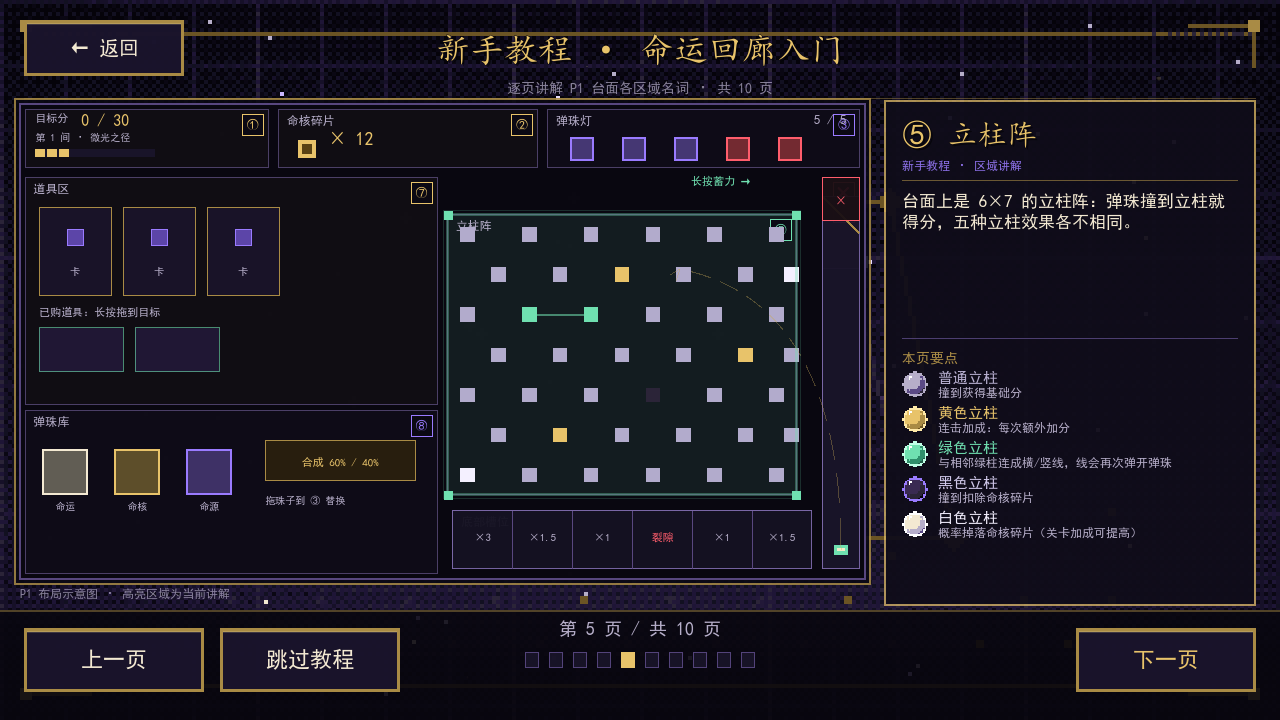 ← 返回
新手教程 · 命运回廊入门
逐页讲解 P1 台面各区域名词 · 共 10 页
目标分 0 / 30
①
第 1 间 · 微光之径
命核碎片
× 12
②
弹珠灯
5 / 5
③
长按蓄力 →
道具区
⑦
卡
卡
卡
已购道具: 长按拖到目标
立柱阵
×
弹珠库
⑧
合成 60% / 40%
拖珠子到 ③ 替换
命运
命核
命源
×3
×1.5
×1
裂隙
×1
×1.5
P1 布局示意图 · 高亮区域为当前讲解
⑤ 立柱阵
新手教程 · 区域讲解
台面上是 6×7 的立柱阵: 弹珠撞到立柱就
得分, 五种立柱效果各不相同。
本页要点
普通立柱
撞到获得基础分
黄色立柱
连击加成: 每次额外加分
绿色立柱
与相邻绿柱连成横/竖线, 线会再次弹开弹珠
黑色立柱
撞到扣除命核碎片
白色立柱
概率掉落命核碎片 (关卡加成可提高)
上一页
跳过教程
第 5 页 / 共 10 页
下一页